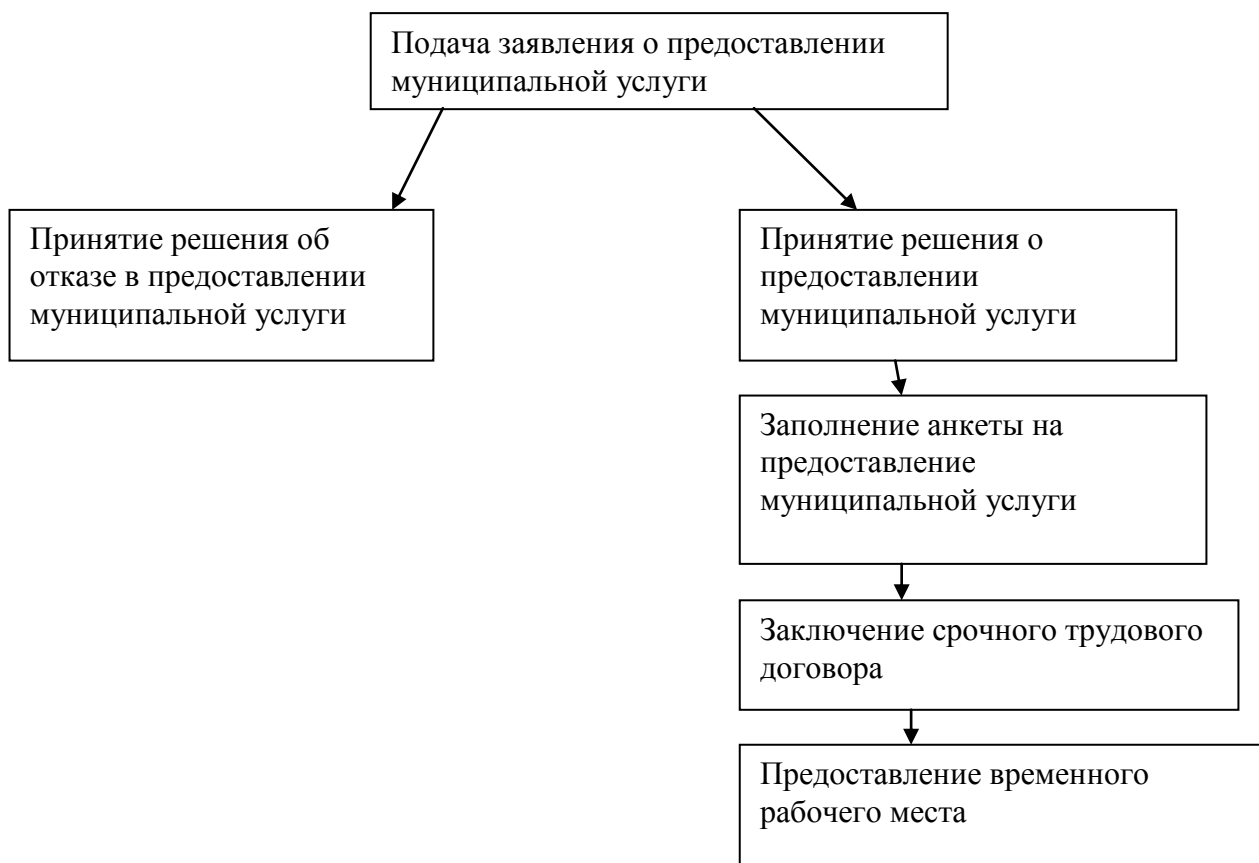 Подача заявления о предоставлении
муниципальной услуги
Принятие решения об
отказе в предоставлении
муниципальной услуги
Принятие решения о
предоставлении
муниципальной услуги
Заполнение анкеты на
предоставление
муниципальной услуги
Заключение срочного трудового
договора
Предоставление временного
рабочего места